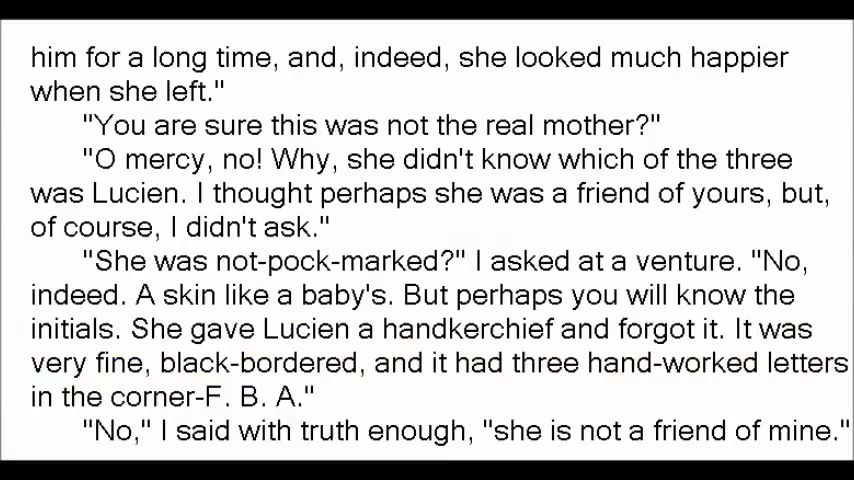 him for a long time, and, indeed, she looked much happier
when she left."
"You are sure this was not the real mother?"
"O mercy, no! Why, she didn't know which of the three
was Lucien. I thought perhaps she was a friend of yours, but,
of course, I didn't ask."
"She was not-pock-marked?" I asked at a venture. "No,
indeed. A skin like a baby's. But perhaps you will know the
initials. She gave Lucien a handkerchief and forgot it. It was
very fine, black-bordered, and it had three hand-worked letters
in the corner-F. B. A."
"No," I said with truth enough, "she is not a friend of mine."